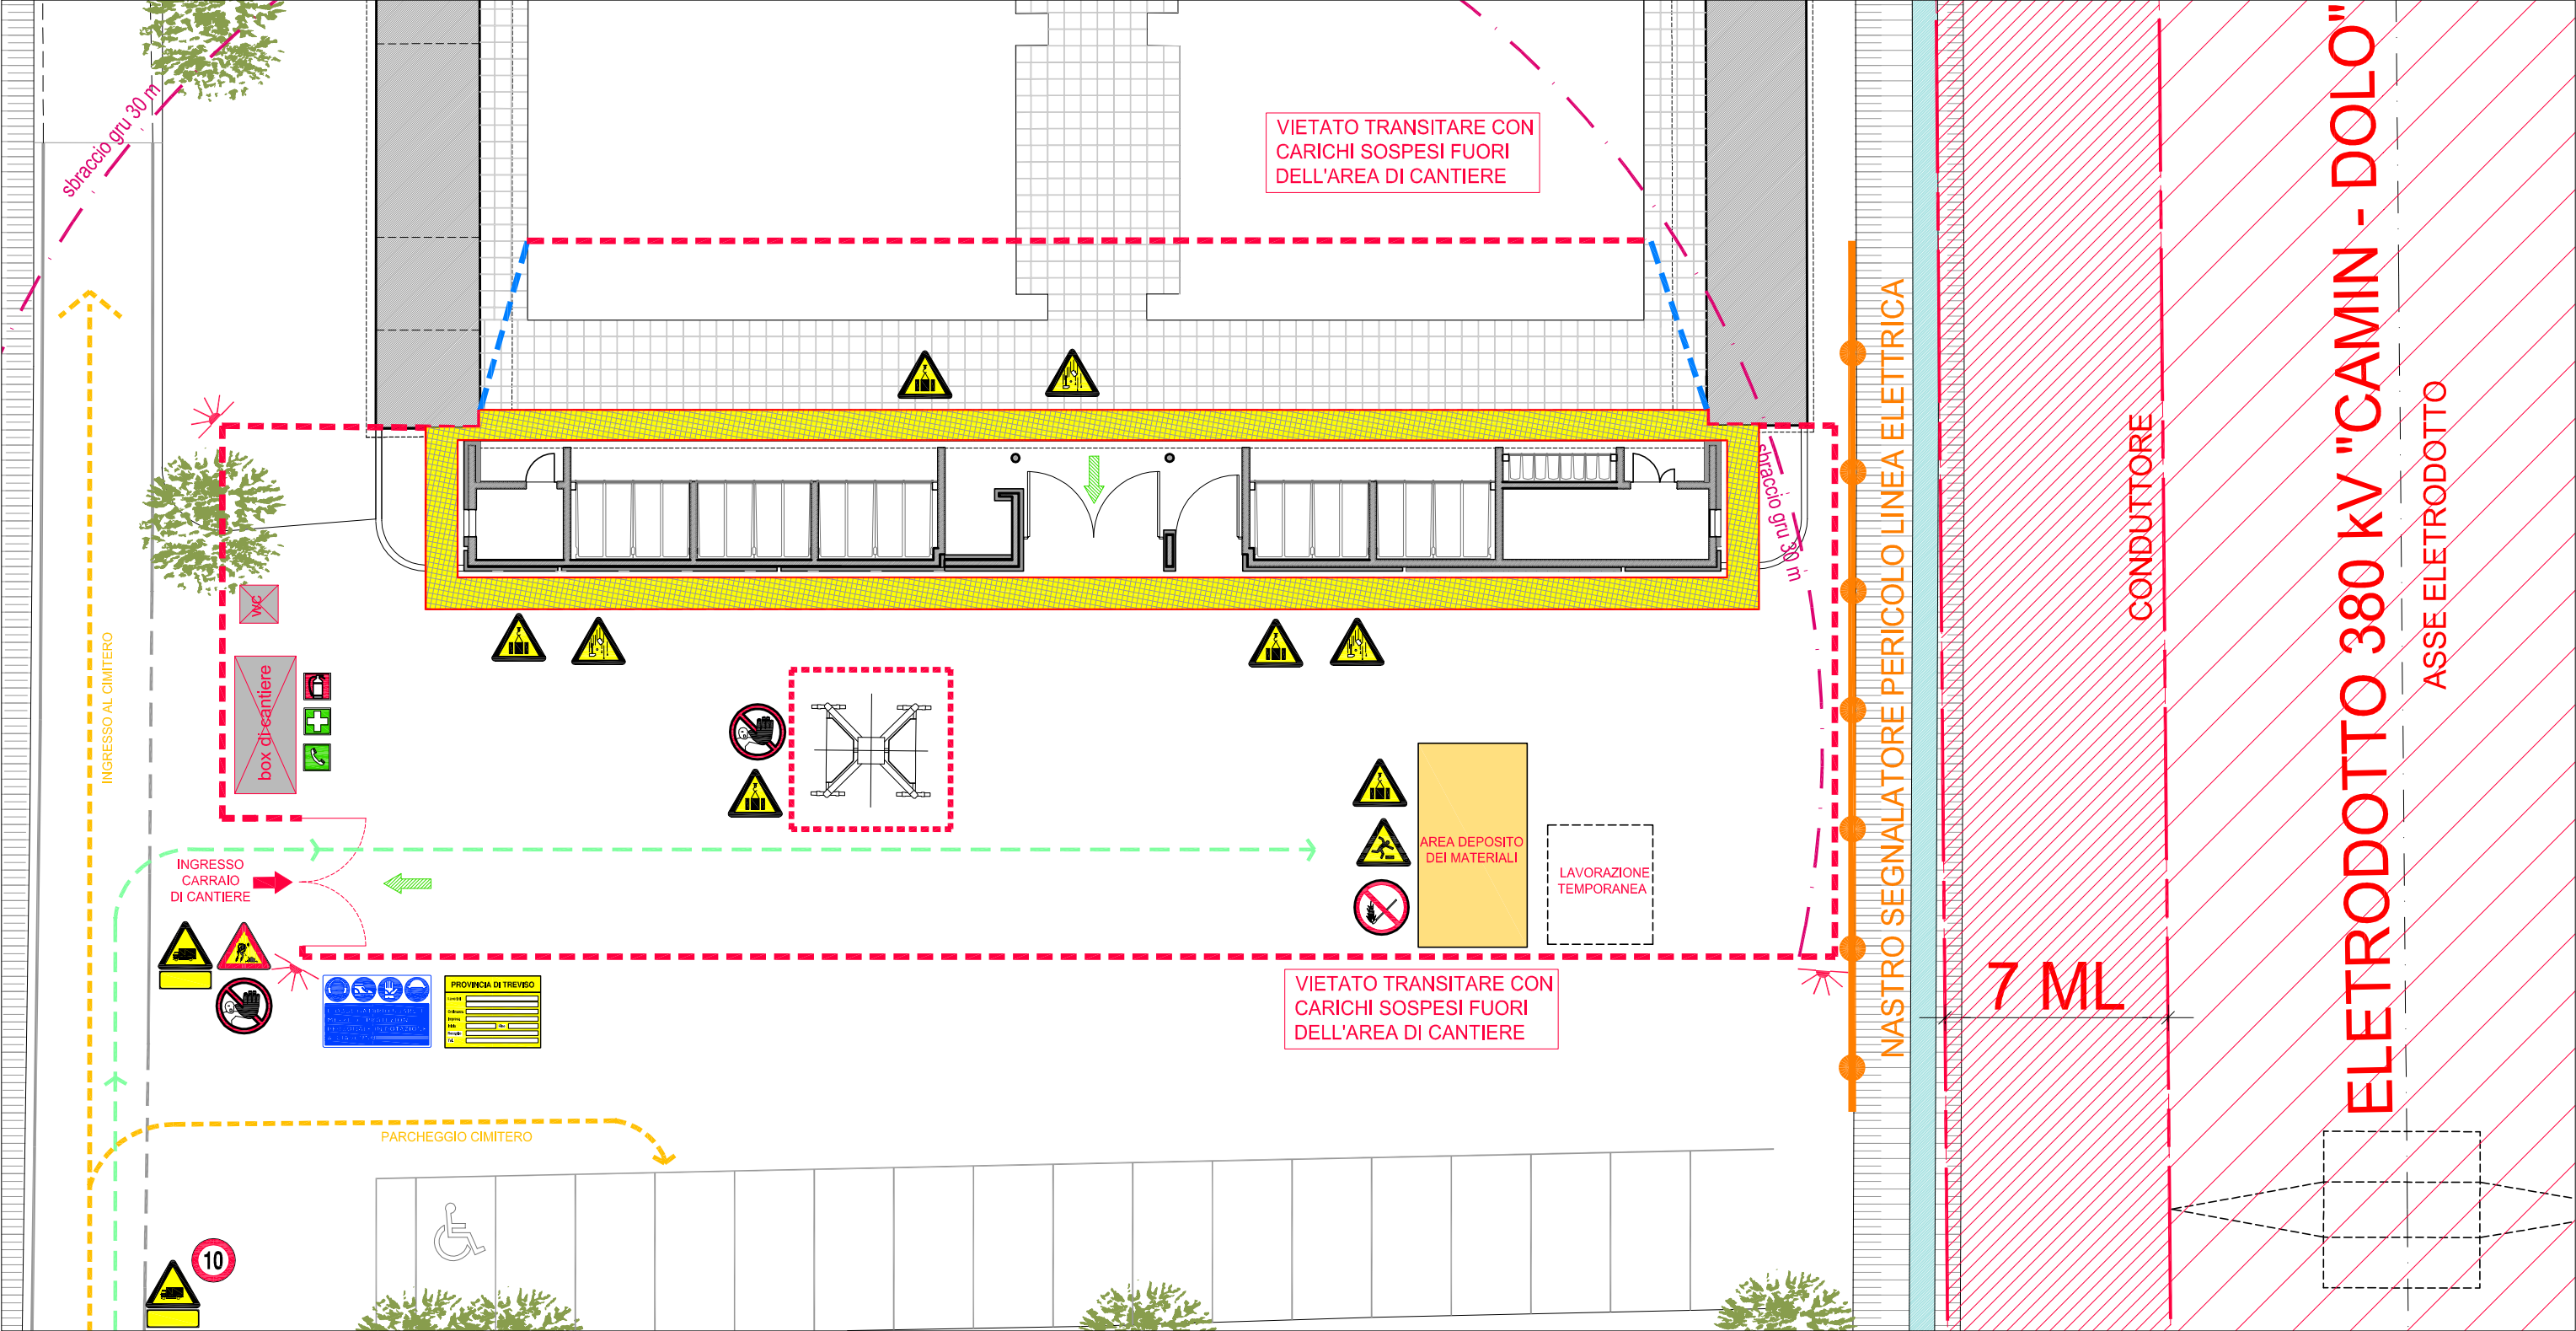 sbraccio gru 30 m
VIETATO TRANSITARE CON
CARICHI SOSPESI FUORI
DELL'AREA DI CANTIERE
sbraccio gru 30 m
INGRESSO AL CIMITERO
WC
box di cantiere
INGRESSO
CARRAIO
DI CANTIERE
AREA DEPOSITO
DEI MATERIALI
LAVORAZIONE
TEMPORANEA
VIETATO TRANSITARE CON
CARICHI SOSPESI FUORI
DELL'AREA DI CANTIERE
PROVINCIA DI TREVISO
PARCHEGGIO CIMITERO
10
NASTRO SEGNALATORE PERICOLO LINEA ELETTRICA
7 ML
CONDUTTORE
ELETRODOTTO 380 kV "CAMIN - DOLO"
ASSE ELETRODOTTO